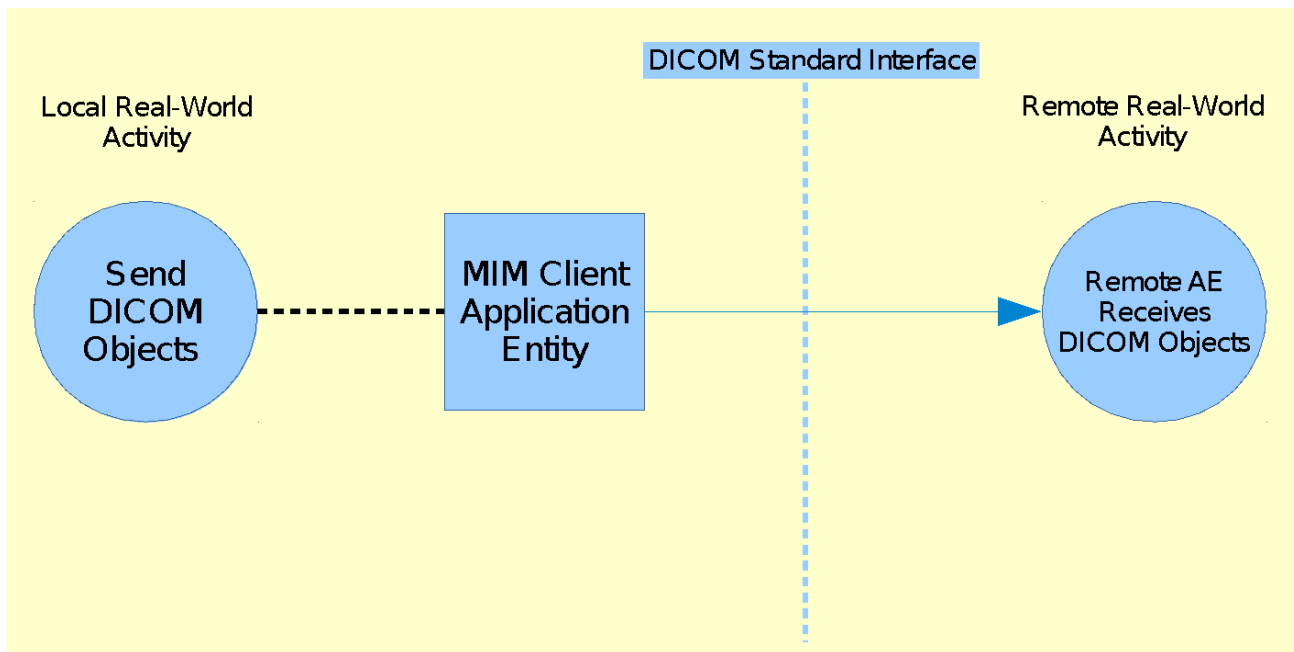 DICOM Standard Interface
Local Real-World
Activity
Remote Real-World
Activity
Send
DICOM
Objects
MIM Client
Application
Entity
Remote AE
Receives
DICOM Objects